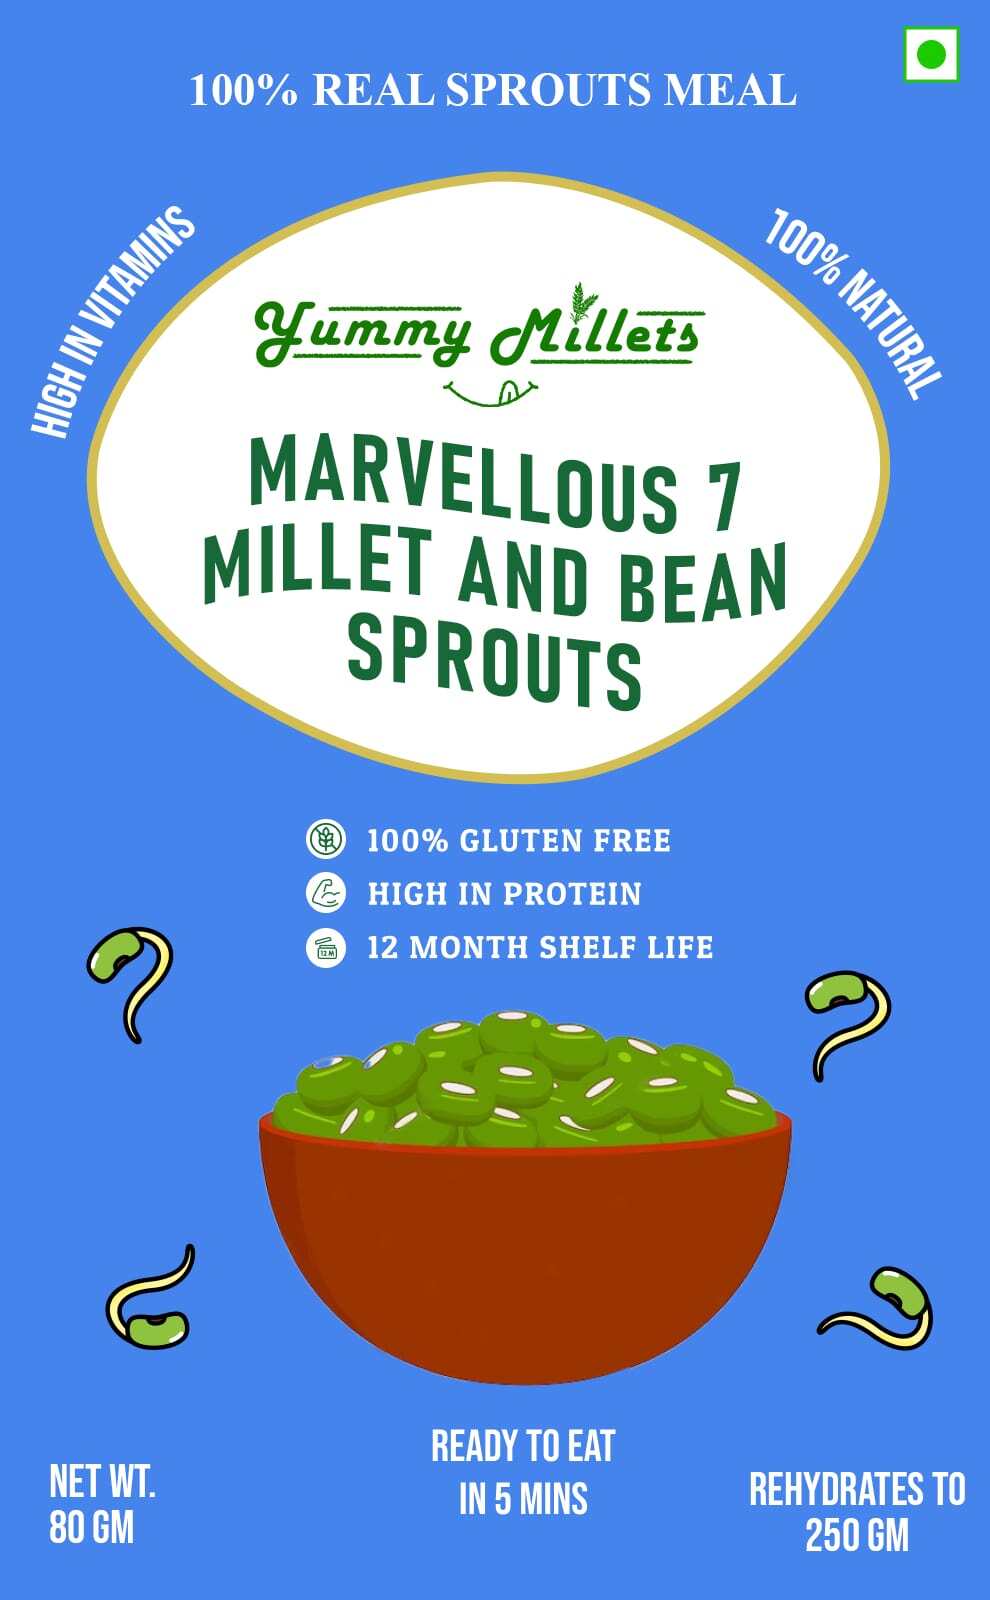 100% REAL SPROUTS MEAL
HIGH IN VITAMINS
100% NATURAL
Yummy Millets
MARVELLOUS 7
MILLET AND BEAN
SPROUTS
100% GLUTEN FREE
HIGH IN PROTEIN
12 M
12 MONTH SHELF LIFE
READY TO EAT
IN 5 MINS
NET WT.
80 GM
REHYDRATES TO
250 GM